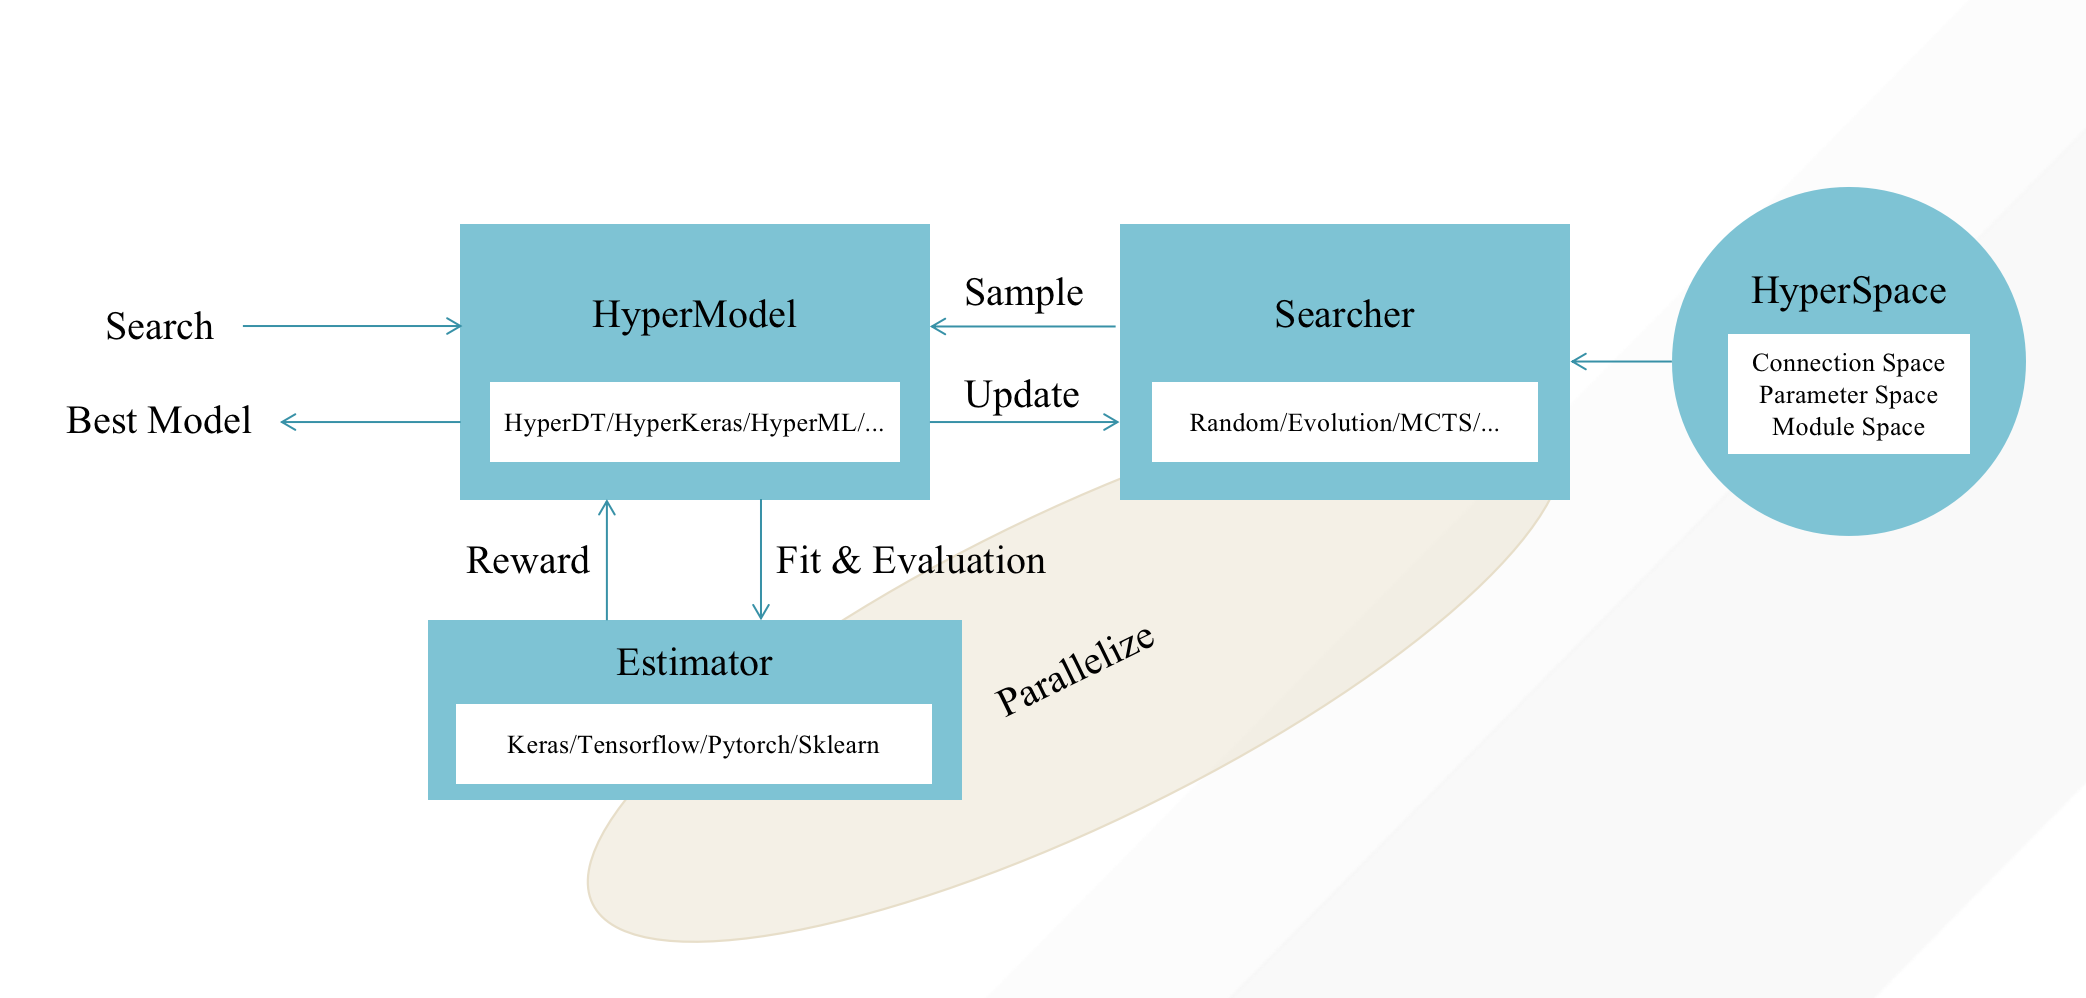 HyperSpace
Connection Space
Parameter Space
Module Space
Search
Best Model
HyperModel
HyperDT/HyperKeras/HyperML/...
Sample
Update
Searcher
Random/Evolution/MCTS/...
Reward
Fit & Evaluation
Estimator
Keras/Tensorflow/Pytorch/Sklearn
Parallelize